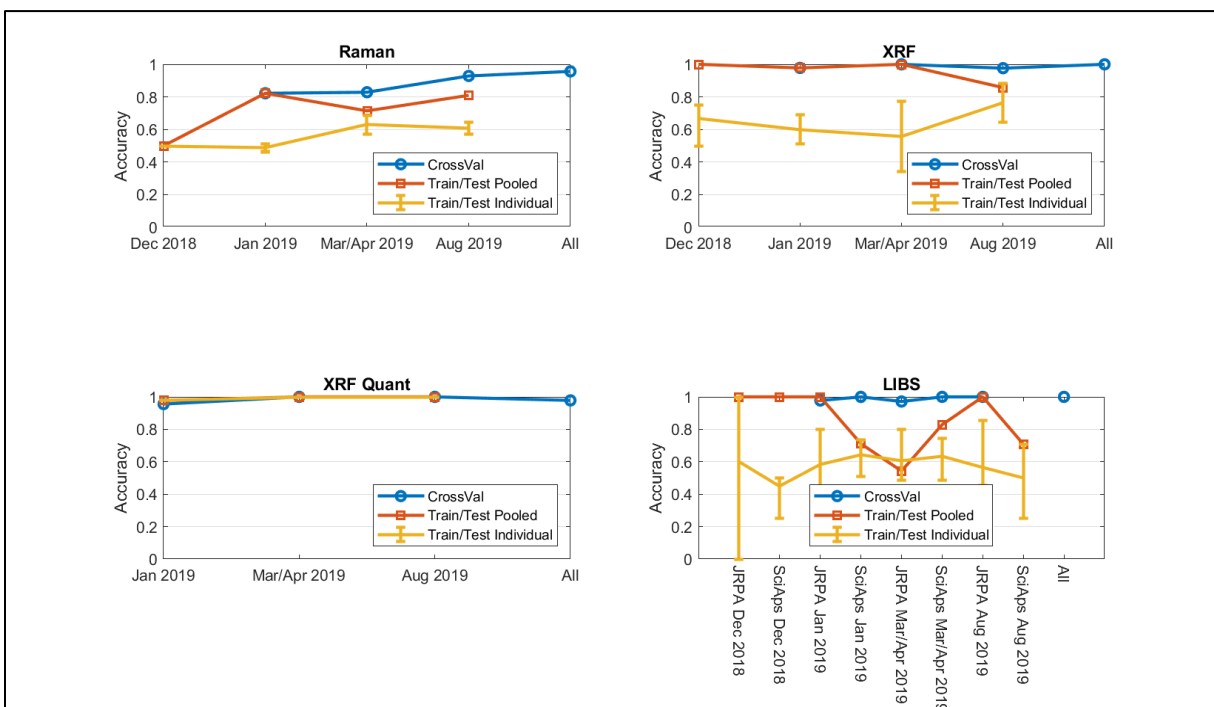 Raman
Accuracy
1
0.8
0.6
0.4
0.2
0
CrossVal
Train/Test Pooled
Train/Test Individual
Dec 2018 Jan 2019 Mar/Apr 2019 Aug 2019 All
XRF
Accuracy
1
0.8
0.6
0.4
0.2
0
CrossVal
Train/Test Pooled
Train/Test Individual
Dec 2018 Jan 2019 Mar/Apr 2019 Aug 2019 All
XRF Quant
Accuracy
1
0.8
0.6
0.4
0.2
0
CrossVal
Train/Test Pooled
Train/Test Individual
Jan 2019 Mar/Apr 2019 Aug 2019 All
LIBS
Accuracy
1
0.8
0.6
0.4
0.2
0
CrossVal
Train/Test Pooled
Train/Test Individual
JRPA Dec 2018
SciAps Dec 2018
JRPA Jan 2019
SciAps Jan 2019
JRPA Mar/Apr 2019
SciAps Mar/Apr 2019
JRPA Aug 2019
SciAps Aug 2019
All